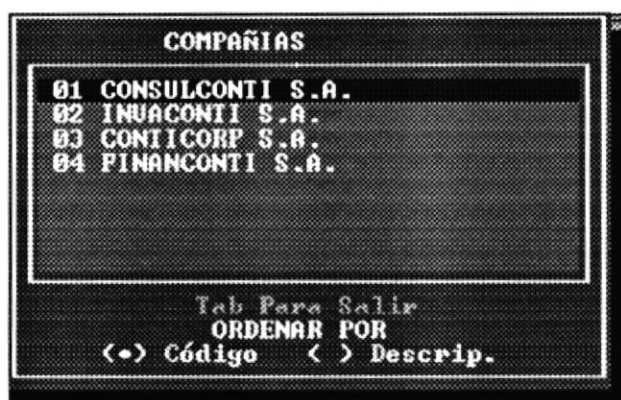 COMPAÑIAS
01 CONSULCONTI S.A.
02 INVACONTI S.A.
03 CONTICORP S.A.
04 FINANCONTI S.A.
Tab Para Salir
ORDENAR POR
(•) Código ( ) Descrip.